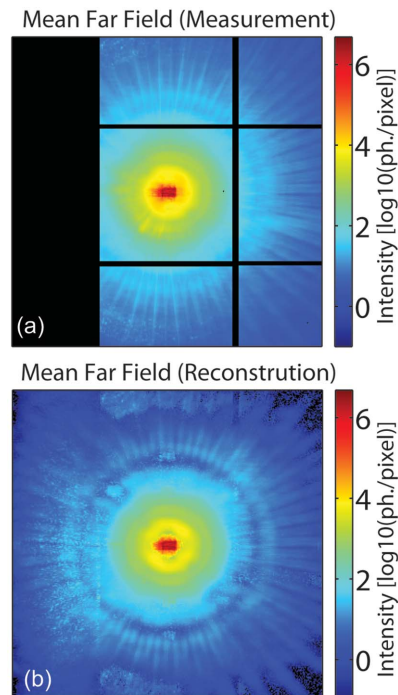 Mean Far Field (Measurement)
6
4
2
0
Intensity [log10(ph./pixel)]
(a)
Mean Far Field (Reconstrution)
6
4
2
0
Intensity [log10(ph./pixel)]
(b)